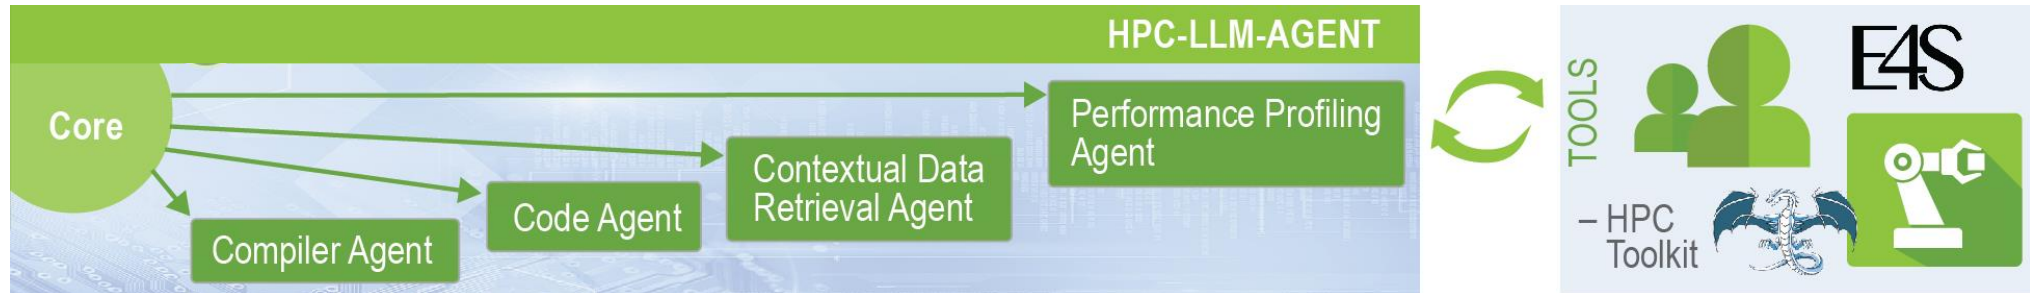 HPC-LLM-AGENT
Core
Compiler Agent
Code Agent
Contextual Data
Retrieval Agent
Performance Profiling
Agent
TOOLS
E4S
– HPC
Toolkit